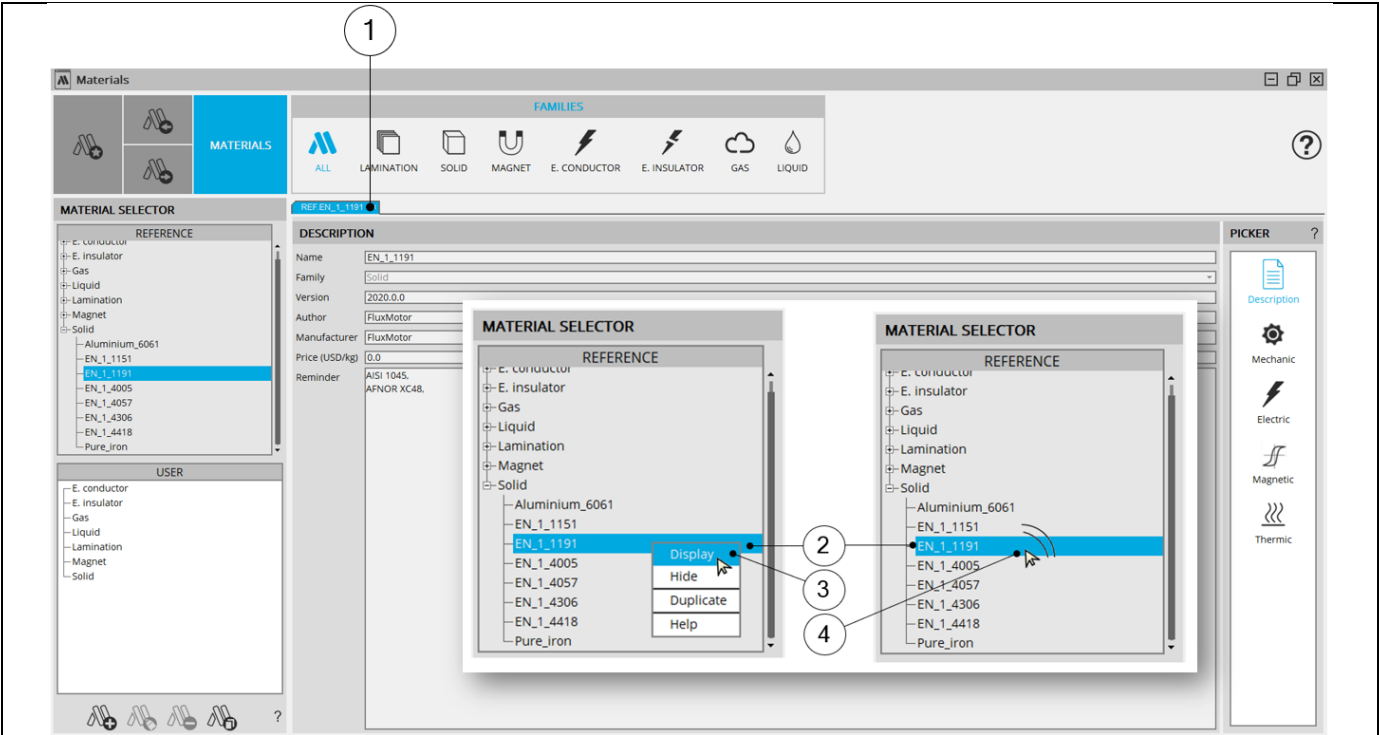 1
Materials
MATERIALS
FAMILIES
ALL
LAMINATION
SOLID
MAGNET
E. CONDUCTOR
E. INSULATOR
GAS
LIQUID
?
MATERIAL SELECTOR
REFERENCE
E. conductor
E. insulator
Gas
Liquid
Lamination
Magnet
Solid
Aluminium_6061
EN_1_1151
EN_1_1191
EN_1_4005
EN_1_4057
EN_1_4306
EN_1_4418
Pure_iron
USER
E. conductor
E. insulator
Gas
Liquid
Lamination
Magnet
Solid
?
REF.EN_1_1191
DESCRIPTION
Name EN_1_1191
Family Solid
Version 2020.0.0
Author FluxMotor
Manufacturer FluxMotor
Price (USD/kg) 0.0
Reminder AISI 1045,
AFNOR XC48,
MATERIAL SELECTOR
REFERENCE
E. conductor
E. insulator
Gas
Liquid
Lamination
Magnet
Solid
Aluminium_6061
EN_1_1151
EN_1_1191
EN_1_4005
EN_1_4057
EN_1_4306
EN_1_4418
Pure_iron
Display
Hide
Duplicate
Help
2
3
4
MATERIAL SELECTOR
REFERENCE
E. conductor
E. insulator
Gas
Liquid
Lamination
Magnet
Solid
Aluminium_6061
EN_1_1151
EN_1_1191
EN_1_4005
EN_1_4057
EN_1_4306
EN_1_4418
Pure_iron
PICKER ?
Description
Mechanic
Electric
Magnetic
Thermic